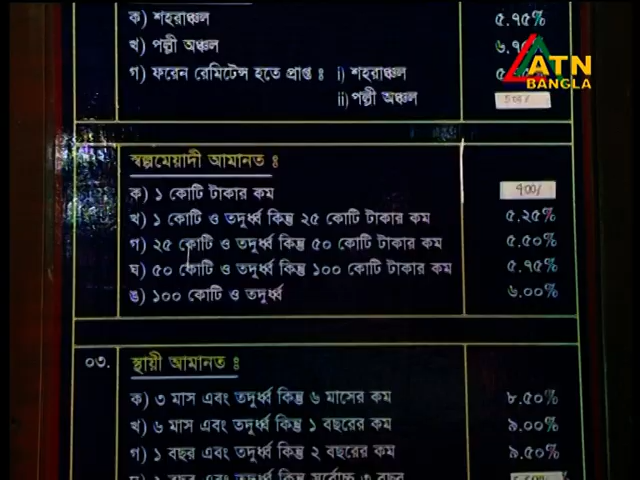 ক) শহরাঞ্চল ৫.৭৫%
খ) পল্লী অঞ্চল
গ) ফরেন রেমিটেন্স হতে প্রাপ্ত ঃ i) শহরাঞ্চল
ii) পল্লী অঞ্চল
ATN
BANGLA
স্বল্পমেয়াদী আমানত ঃ
ক) ১ কোটি টাকার কম
খ) ১ কোটি ও তদুর্ধ্ব কিন্তু ২৫ কোটি টাকার কম ৫.২৫%
গ) ২৫ কোটি ও তদুর্ধ্ব কিন্তু ৫০ কোটি টাকার কম ৫.৫০%
ঘ) ৫০ কোটি ও তদুর্ধ্ব কিন্তু ১০০ কোটি টাকার কম ৫.৭৫%
ঙ) ১০০ কোটি ও তদুর্ধ্ব ৬.০০%
০৩. স্থায়ী আমানত ঃ
ক) ৩ মাস এবং তদুর্ধ্ব কিন্তু ৬ মাসের কম ৮.৫০%
খ) ৬ মাস এবং তদুর্ধ্ব কিন্তু ১ বছরের কম ৯.০০%
গ) ১ বছর এবং তদুর্ধ্ব কিন্তু ২ বছরের কম ৯.৫০%